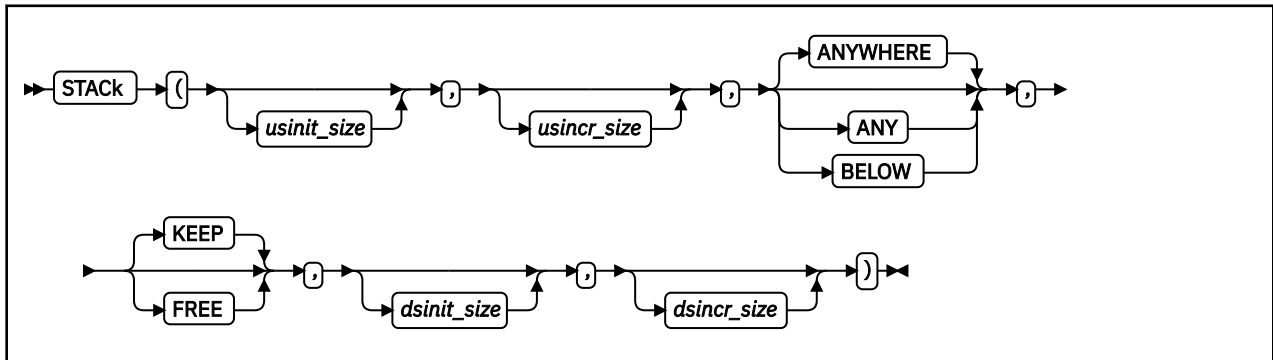 ANYWHERE
STACk ( , , ,
usinit_size usincr_size ANY
BELOW
KEEP
, , )
FREE dsinit_size dsincr_size